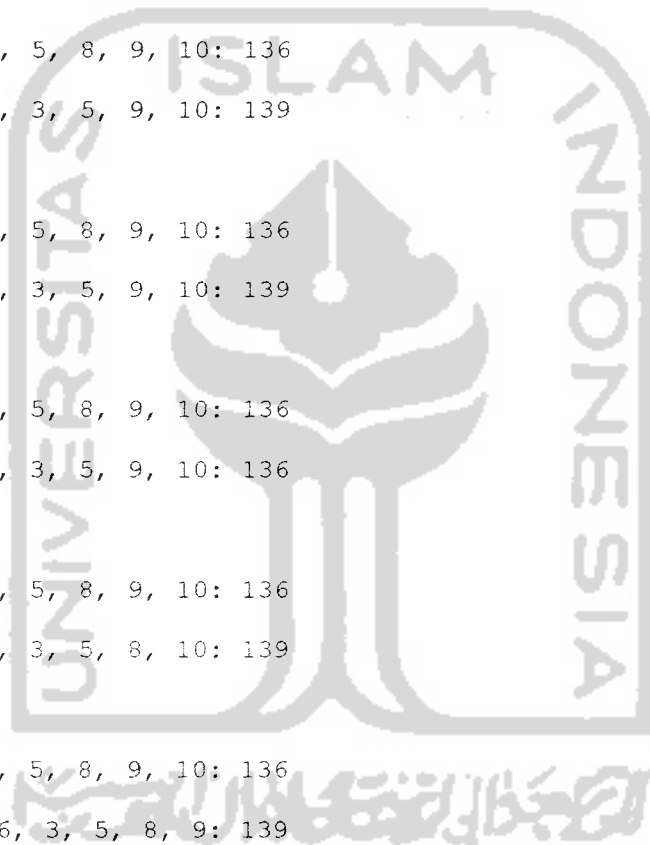 , 5, 8, 9, 10: 136
, 3, 5, 9, 10: 139
, 5, 8, 9, 10: 136
, 3, 5, 9, 10: 139
, 5, 8, 9, 10: 136
, 3, 5, 9, 10: 136
, 5, 8, 9, 10: 136
, 3, 5, 8, 10: 139
, 5, 8, 9, 10: 136
6, 3, 5, 8, 9: 139
UNIVERSITAS
ISLAM
INDONESIA